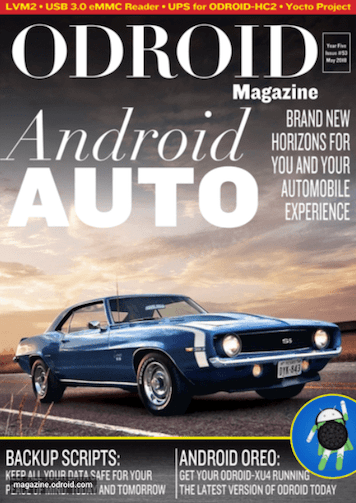 LVM2 • USB 3.0 eMMC Reader • UPS for ODROID-HC2 • Yocto Project
ODROID
Year Five
Issue #53
May 2018
Magazine
Android
AUTO
BRAND NEW
HORIZONS FOR
YOU AND YOUR
AUTOMOBILE
EXPERIENCE
SS
BACKUP SCRIPTS:
KEEP ALL YOUR DATA SAFE FOR YOUR
PEACE OF MIND, TODAY AND TOMORROW
magazine.odroid.com
ANDROID OREO:
GET YOUR ODROID-XU4 RUNNING
THE LATEST VERSION OF ANDROID TODAY